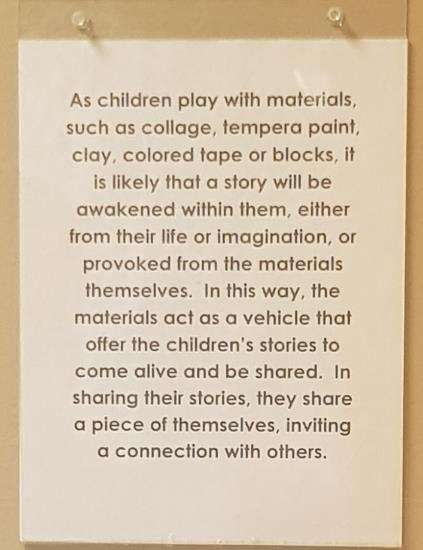 As children play with materials,
such as collage, tempera paint,
clay, colored tape or blocks, it
is likely that a story will be
awakened within them, either
from their life or imagination, or
provoked from the materials
themselves.  In this way, the
materials act as a vehicle that
offer the children's stories to
come alive and be shared.  In
sharing their stories, they share
a piece of themselves, inviting
a connection with others.